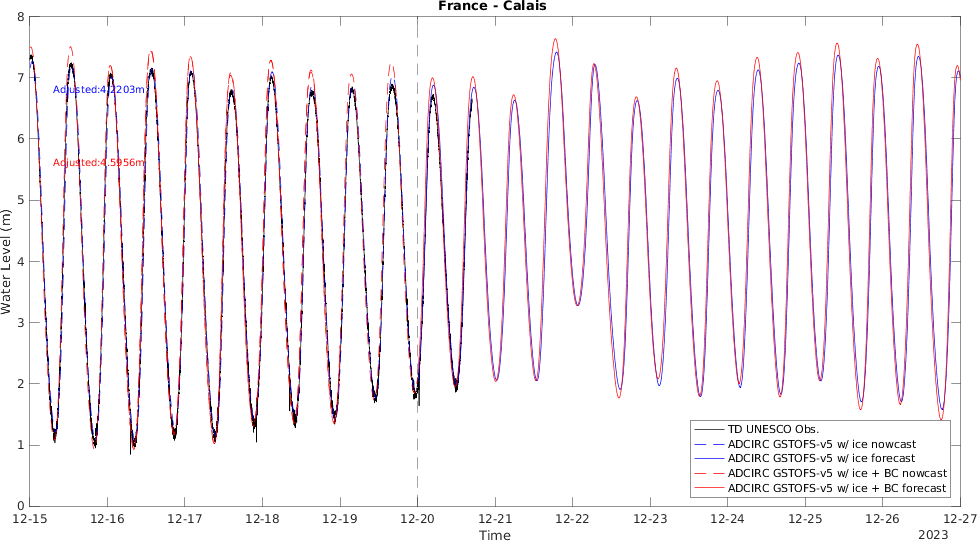 France - Calais
8
7
6
5
4
3
2
1
0
Water Level (m)
Adjusted:4.2203m
Adjusted:4.5956m
TD UNESCO Obs.
ADCIRC GSTOFS-v5 w/ ice nowcast
ADCIRC GSTOFS-v5 w/ ice forecast
ADCIRC GSTOFS-v5 w/ ice + BC nowcast
ADCIRC GSTOFS-v5 w/ ice + BC forecast
12-15 12-16 12-17 12-18 12-19 12-20 12-21 12-22 12-23 12-24 12-25 12-26 12-27
Time
2023